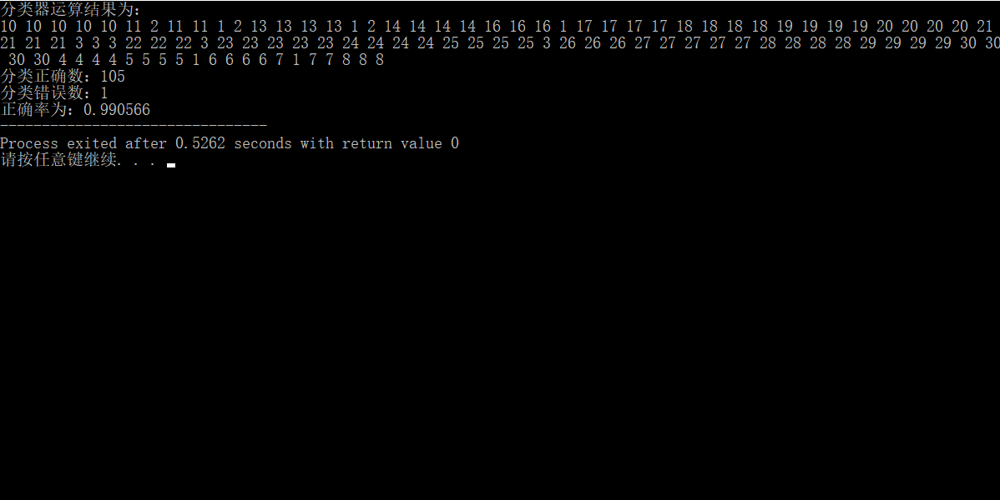 分类器运算结果为:
10 10 10 10 10 11 2 11 11 1 2 13 13 13 13 1 2 14 14 14 14 16 16 16 1 17 17 17 17 18 18 18 18 19 19 19 19 20 20 20 20 21
21 21 21 3 3 3 22 22 22 3 23 23 23 23 23 24 24 24 24 25 25 25 25 3 26 26 26 27 27 27 27 27 28 28 28 28 29 29 29 29 30 30
30 30 4 4 4 4 5 5 5 5 1 6 6 6 6 7 1 7 7 8 8 8
分类正确数: 105
分类错误数: 1
正确率为: 0.990566
--------------------------------
Process exited after 0.5262 seconds with return value 0
请按任意键继续. . .